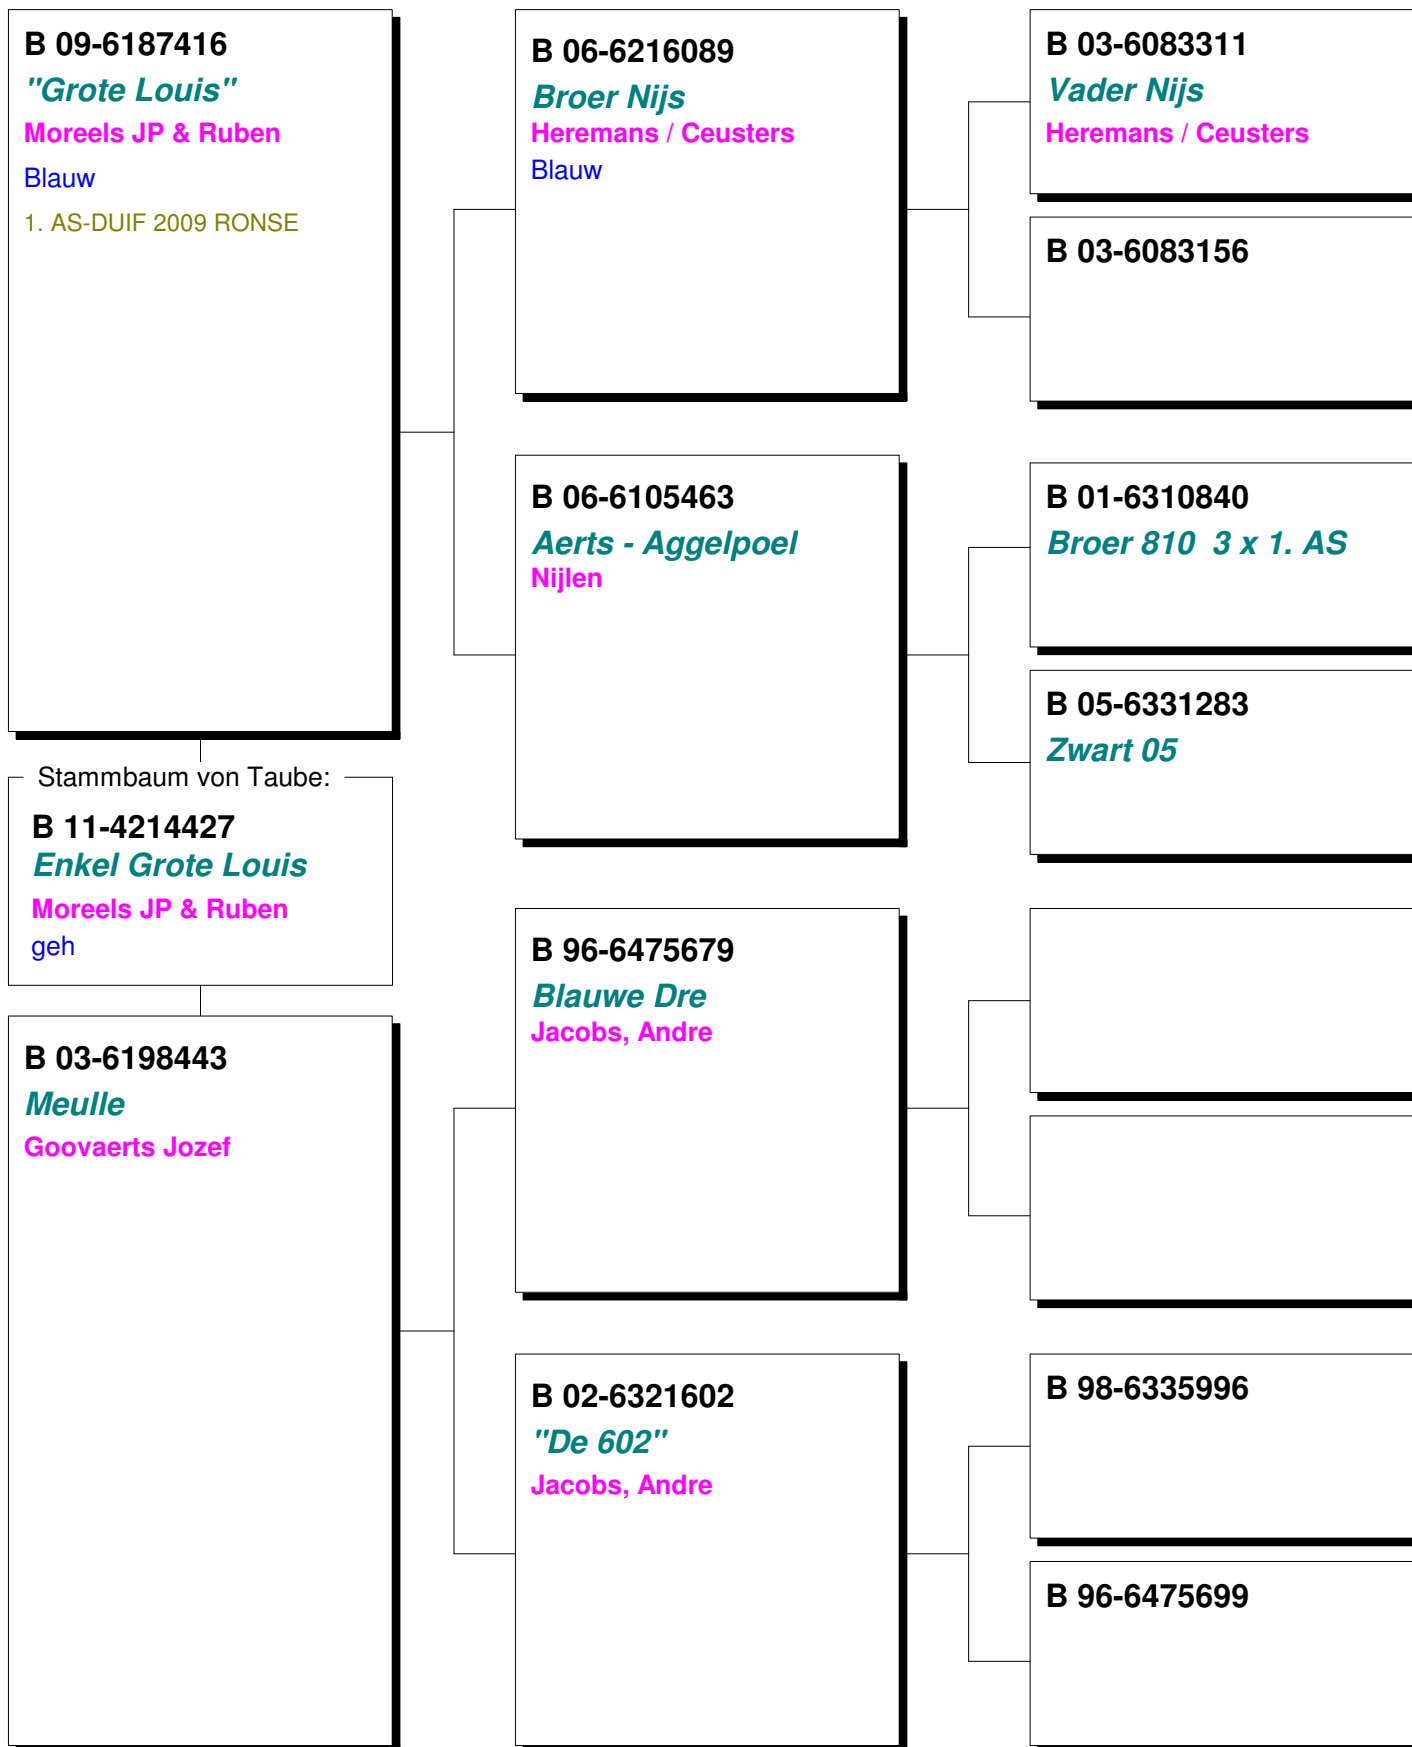 B 09-6187416
"Grote Louis"
Moreels JP & Ruben
Blauw
1. AS-DUIF 2009 RONSE
Stammbaum von Taube:
B 11-4214427
Enkel Grote Louis
Moreels JP & Ruben
geh
B 03-6198443
Meulle
Goovaerts Jozef
B 06-6216089
Broer Nijs
Heremans / Ceusters
Blauw
B 06-6105463
Aerts - Aggelpoel
Nijlen
B 96-6475679
Blauwe Dre
Jacobs, Andre
B 02-6321602
"De 602"
Jacobs, Andre
B 03-6083311
Vader Nijs
Heremans / Ceusters
B 03-6083156
B 01-6310840
Broer 810 3 x 1. AS
B 05-6331283
Zwart 05
B 98-6335996
B 96-6475699